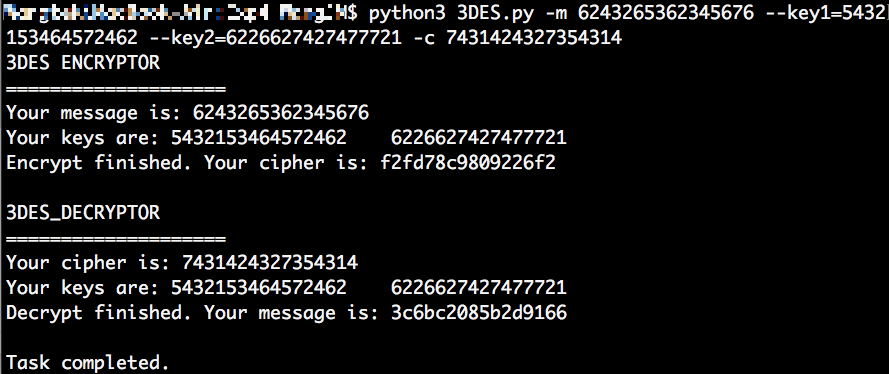 $ python3 3DES.py -m 6243265362345676 --key1=5432
153464572462 --key2=6226627427477721 -c 7431424327354314
3DES ENCRYPTOR
====================
Your message is: 6243265362345676
Your keys are: 5432153464572462    6226627427477721
Encrypt finished. Your cipher is: f2fd78c9809226f2

3DES_DECRYPTOR
====================
Your cipher is: 7431424327354314
Your keys are: 5432153464572462    6226627427477721
Decrypt finished. Your message is: 3c6bc2085b2d9166

Task completed.